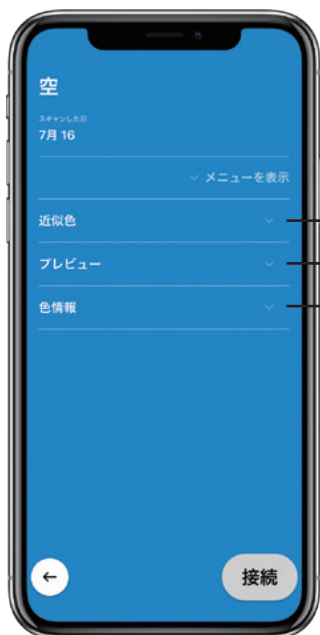 空
スキャンした日
7月 16
メニューを表示
近似色
プレビュー
色情報
接続